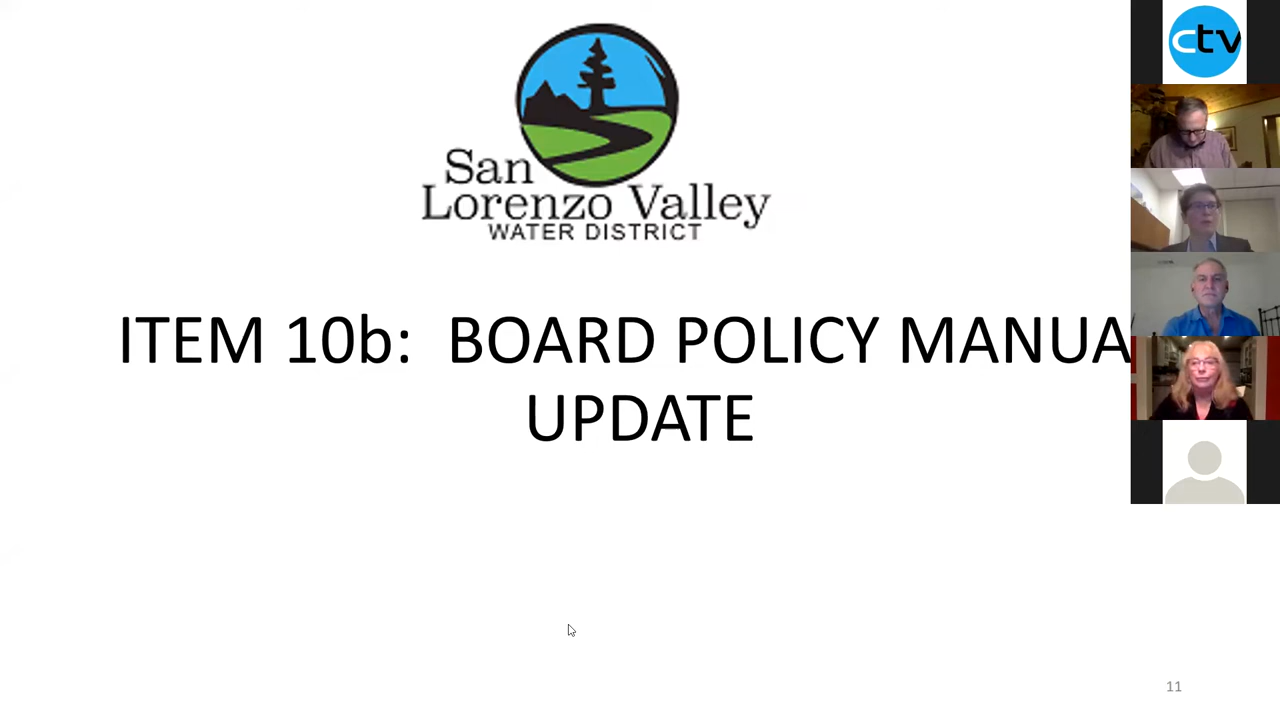 ctv
San
Lorenzo Valley
WATER DISTRICT
ITEM 10b: BOARD POLICY MANUA
UPDATE
11